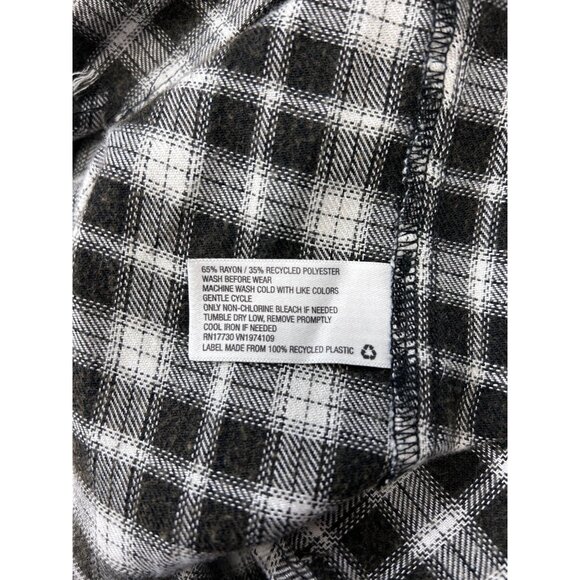 65% RAYON / 35% RECYCLED POLYESTER
WASH BEFORE WEAR
MACHINE WASH COLD WITH LIKE COLORS
GENTLE CYCLE
ONLY NON-CHLORINE BLEACH IF NEEDED
TUMBLE DRY LOW, REMOVE PROMPTLY
COOL IRON IF NEEDED
RN17730 VN1974109
LABEL MADE FROM 100% RECYCLED PLASTIC